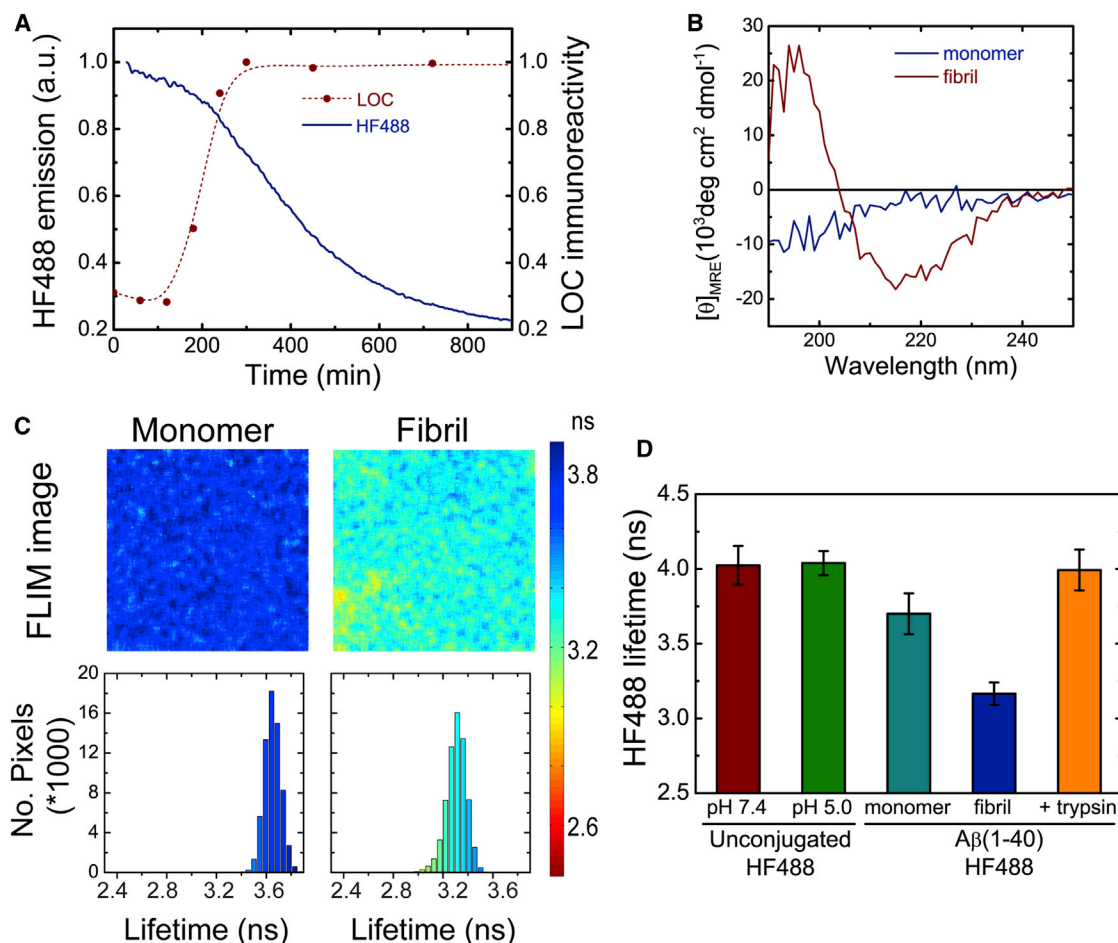 A
HF488 emission (a.u.)
1.0
0.8
0.6
0.4
0.2
LOC
HF488
0 200 400 600 800
Time (min)
1.0
0.8
0.6
0.4
0.2
LOC immunoreactivity
B
[θ]MRE(10³deg cm² dmol⁻¹)
30
20
10
0
-10
-20
monomer
fibril
200 220 240
Wavelength (nm)
C
Monomer Fibril
FLIM image
ns
3.8
3.2
2.6
No. Pixels
(*1000)
20
16
12
8
4
0
2.4 2.8 3.2 3.6
2.4 2.8 3.2 3.6
Lifetime (ns) Lifetime (ns)
D
HF488 lifetime (ns)
4.5
4.0
3.5
3.0
2.5
pH 7.4 pH 5.0 monomer fibril + trypsin
Unconjugated
HF488
Aβ(1-40)
HF488